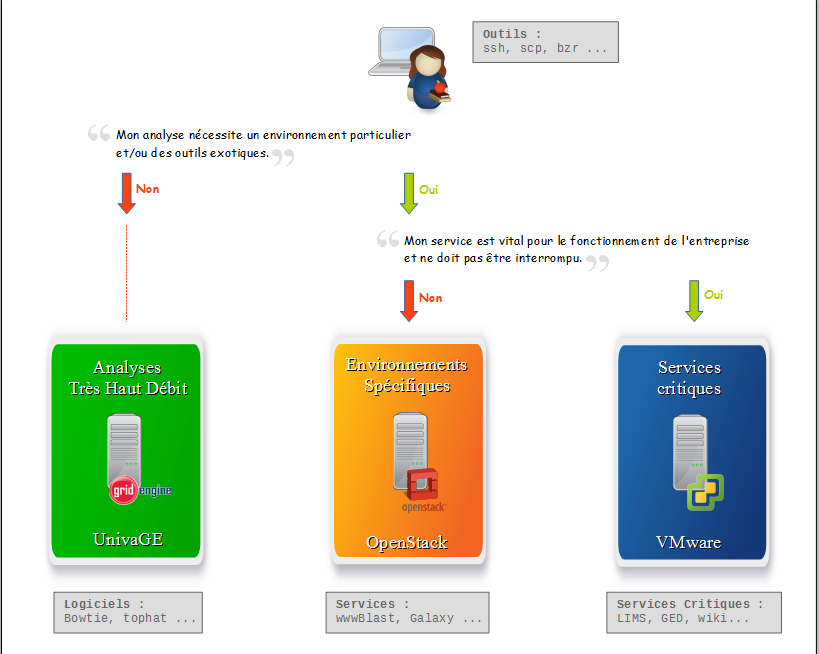 Outils :
ssh, scp, bzr ...
“ Mon analyse nécessite un environnement particulier
et/ou des outils exotiques. ”
Non
Oui
“ Mon service est vital pour le fonctionnement de l'entreprise
et ne doit pas être interrompu. ”
Non
Oui
Analyses
Très Haut Débit
grid engine
UnivaGE
Environnements
Spécifiques
openstack
OpenStack
Services
critiques
VMware
Logiciels :
Bowtie, tophat ...
Services :
wwwBlast, Galaxy ...
Services Critiques :
LIMS, GED, wiki...